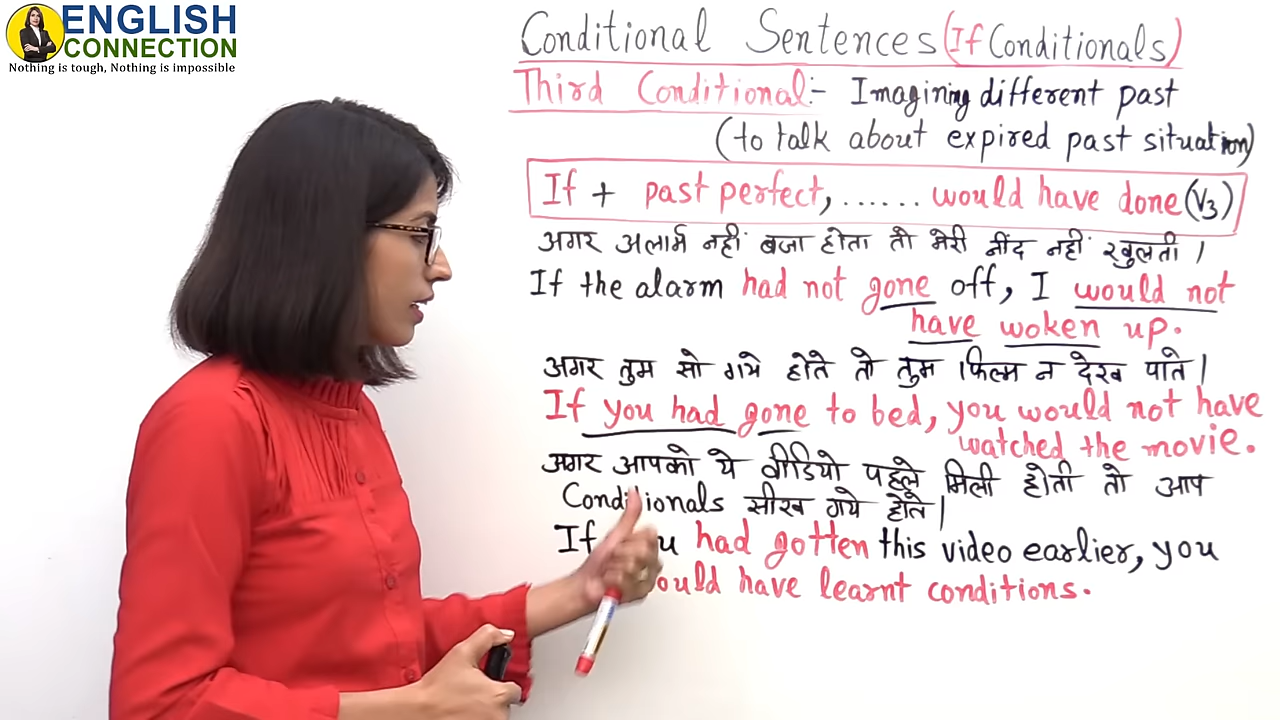 ENGLISH
CONNECTION
Nothing is tough, Nothing is impossible
Conditional Sentences (If Conditionals)
Third Conditional:- Imagining different past
(to talk about expired past situation)
If + past perfect, ...... would have done (V3)
अगर अलार्म नहीं बजा होता तो मेरी नींद नहीं खुलती।
If the alarm had not gone off, I would not
have woken up.
अगर तुम सो गये होते तो तुम फिल्म न देख पाते।
If you had gone to bed, you would not have
watched the movie.
अगर आपको ये वीडियो पहले मिली होती तो आप
Conditionals सीख गये होते।
If had gotten this video earlier, you
have learnt conditions.